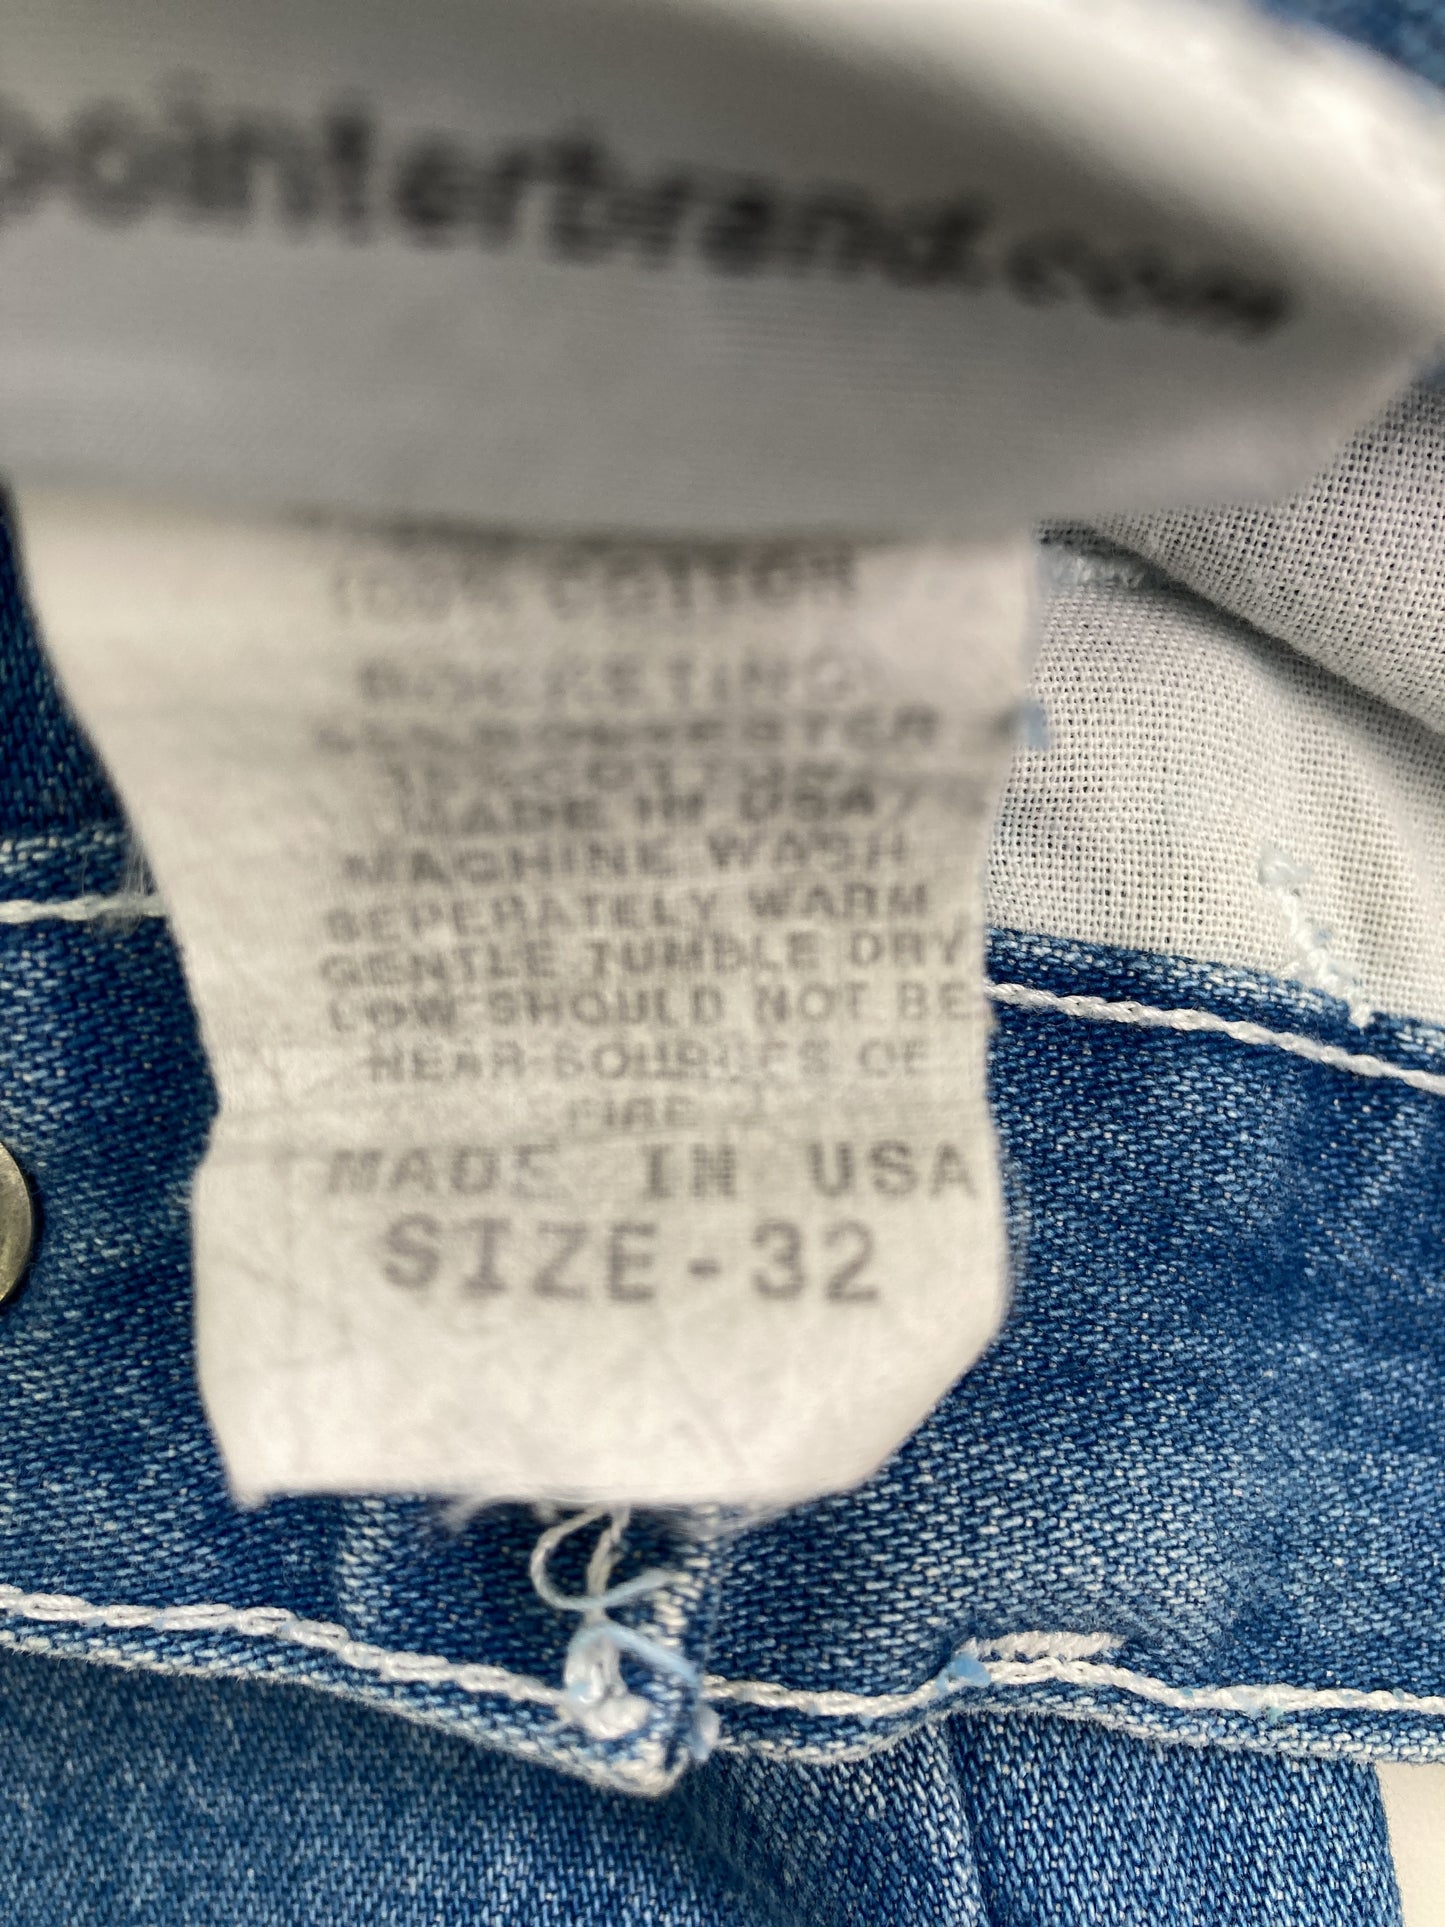 pointerbrand.com
100% COTTON
POCKETING
COTTON
MADE IN USA
MACHINE WASH
SEPERATELY WARM
GENTLE TUMBLE DRY
LOW SHOULD NOT BE
NEAR SOURCES OF
FIRE
MADE IN USA
SIZE-32